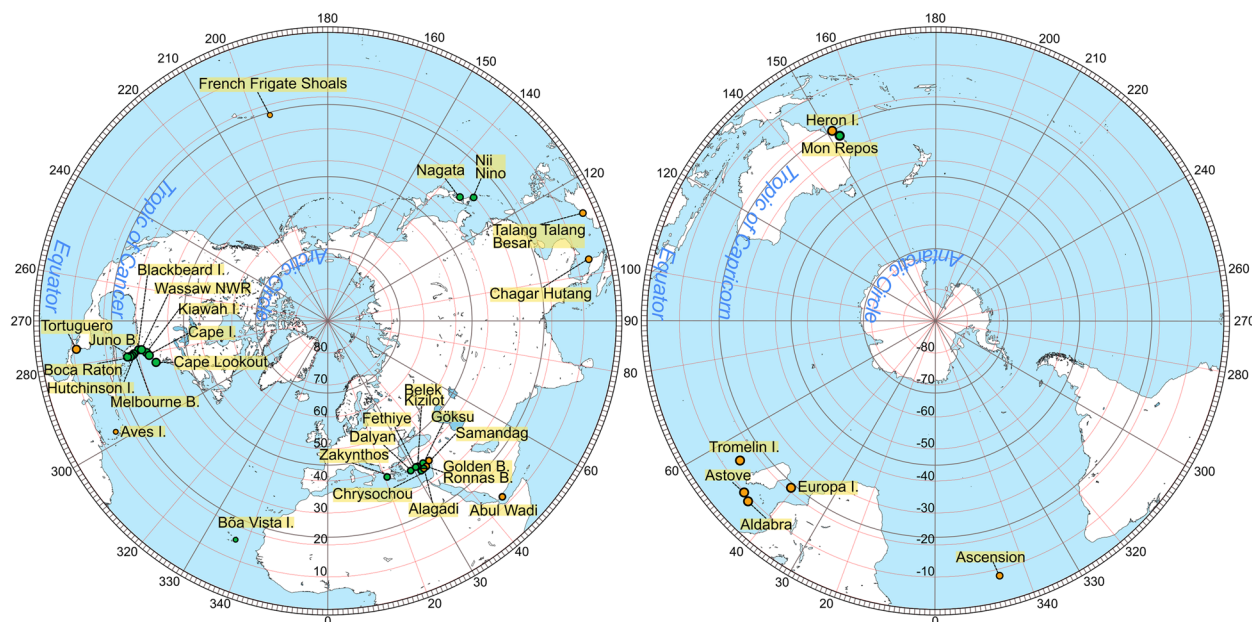 180
200
160
210
150
French Frigate Shoals
140
220
Nagata
Nii
Nino
120
240
Tropic of Cancer
Talang Talang
Besar
Equator
Arctic Circle
260
Blackbeard I.
100
Wassaw NWR
Chagar Hutang
Kiawah I.
270
Tortuguero
Juno B.
Cape I.
90
Boca Raton
Cape Lookout
280
80
Hutchinson I.
Melbourne B.
80
70
60
50
40
30
20
10
Belek
Kizilot
Fethiye
Göksu
Dalyan
Samandag
Zakynthos
Aves I.
Golden B.
Ronnas B.
300
60
Chrysochou
Alagadi
Abul Wadi
Bõa Vista I.
320
40
330
30
340
20
180
160
200
150
210
140
220
Heron I.
Mon Repos
120
240
Tropic of Capricorn
Equator
Antarctic Circle
260
270
280
-80
-70
-60
-50
-40
-30
-20
-10
Tromelin I.
60
Astove
Europa I.
300
Aldabra
40
Ascension
320
30
330
20
340